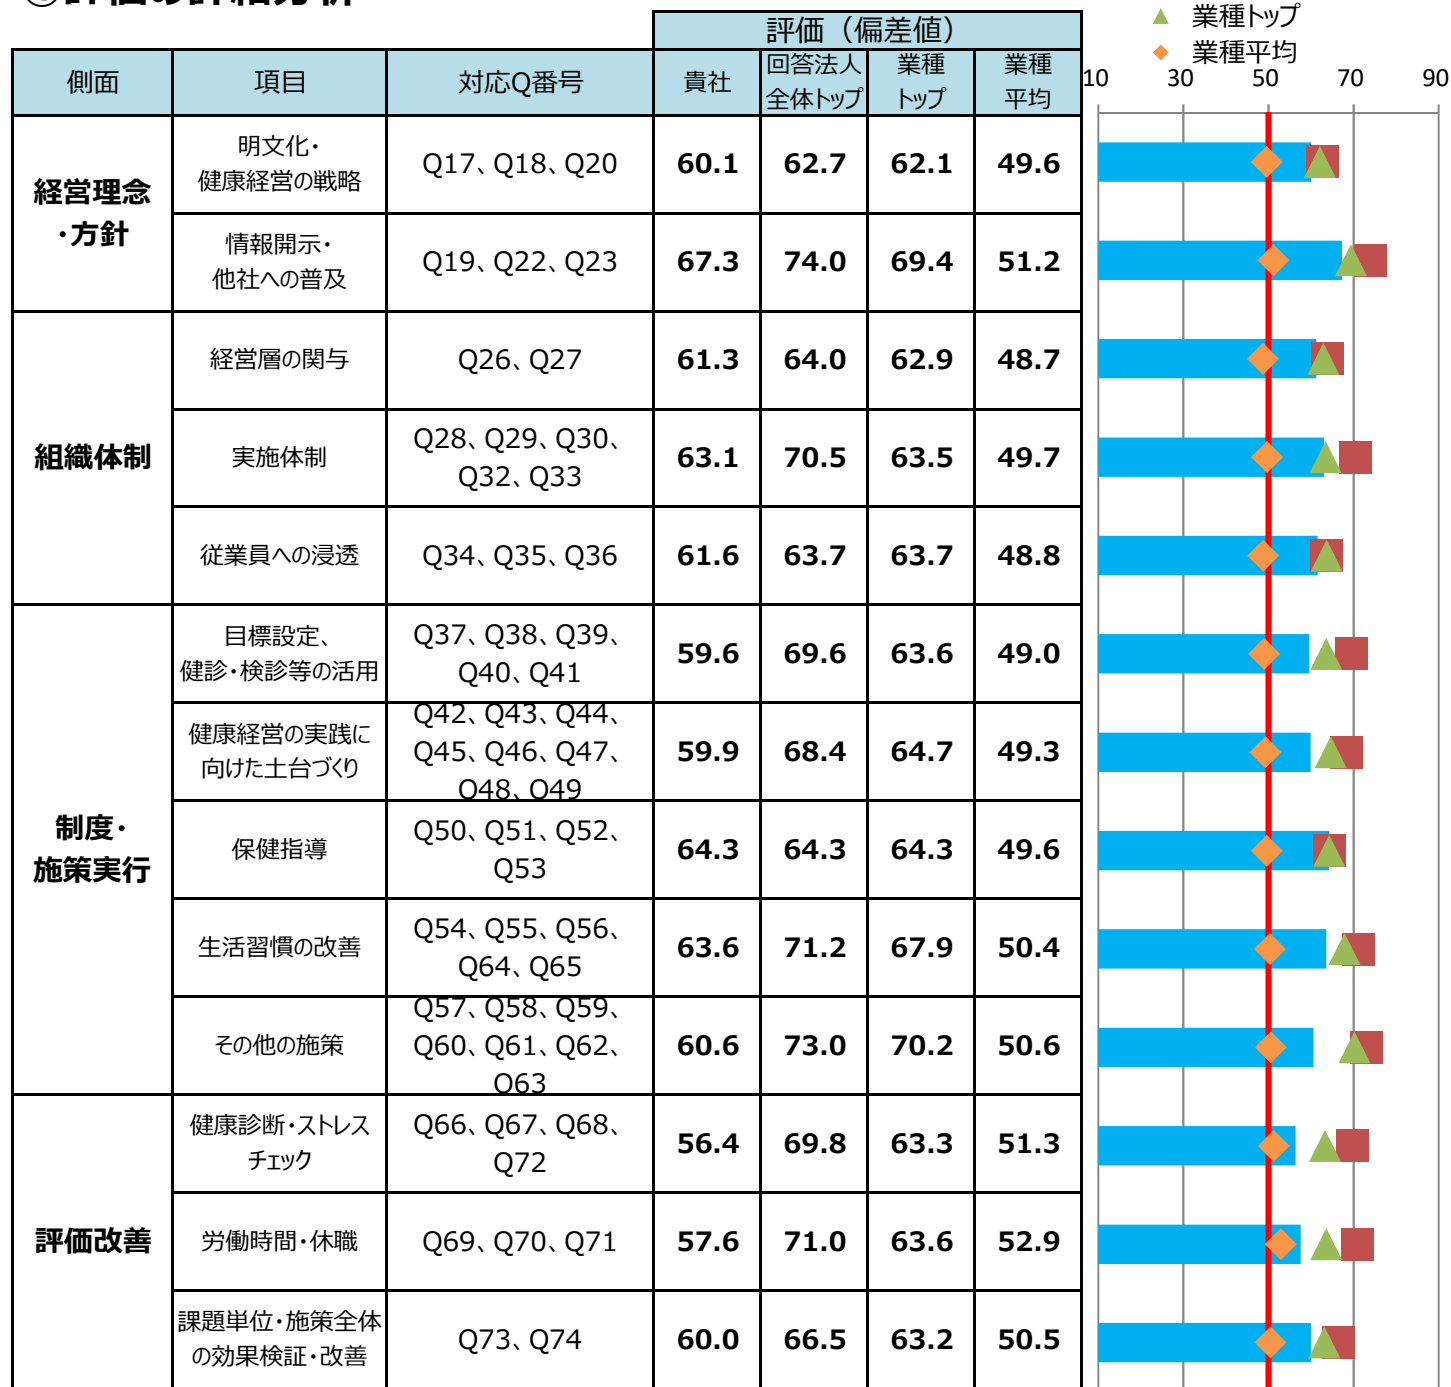 ①評価の詳細分析
▲ 業種トップ
◆ 業種平均
評価（偏差値）
側面 項目 対応Q番号 貴社 回答法人 業種 業種
全体トップ トップ 平均
10 30 50 70 90
経営理念
・方針
明文化・
健康経営の戦略
Q17、Q18、Q20 60.1 62.7 62.1 49.6
情報開示・
他社への普及
Q19、Q22、Q23 67.3 74.0 69.4 51.2
組織体制
経営層の関与 Q26、Q27 61.3 64.0 62.9 48.7
実施体制
Q28、Q29、Q30、
Q32、Q33
63.1 70.5 63.5 49.7
従業員への浸透 Q34、Q35、Q36 61.6 63.7 63.7 48.8
制度・
施策実行
目標設定、
健診・検診等の活用
Q37、Q38、Q39、
Q40、Q41
59.6 69.6 63.6 49.0
健康経営の実践に
向けた土台づくり
Q42、Q43、Q44、
Q45、Q46、Q47、
Q48、Q49
59.9 68.4 64.7 49.3
保健指導
Q50、Q51、Q52、
Q53
64.3 64.3 64.3 49.6
生活習慣の改善
Q54、Q55、Q56、
Q64、Q65
63.6 71.2 67.9 50.4
その他の施策
Q57、Q58、Q59、
Q60、Q61、Q62、
Q63
60.6 73.0 70.2 50.6
評価改善
健康診断・ストレス
チェック
Q66、Q67、Q68、
Q72
56.4 69.8 63.3 51.3
労働時間・休職 Q69、Q70、Q71 57.6 71.0 63.6 52.9
課題単位・施策全体
の効果検証・改善
Q73、Q74 60.0 66.5 63.2 50.5